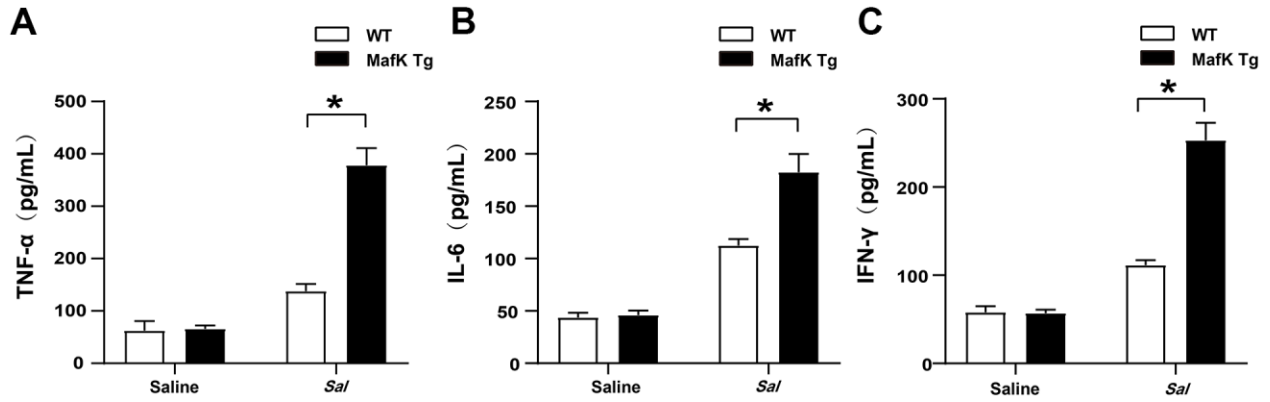 A
WT
MafK Tg
*
TNF-α（pg/mL）
500
400
300
200
100
0
Saline
Sal
B
WT
MafK Tg
*
IL-6（pg/mL）
250
200
150
100
50
0
Saline
Sal
C
WT
MafK Tg
*
IFN-γ（pg/mL）
300
200
100
0
Saline
Sal